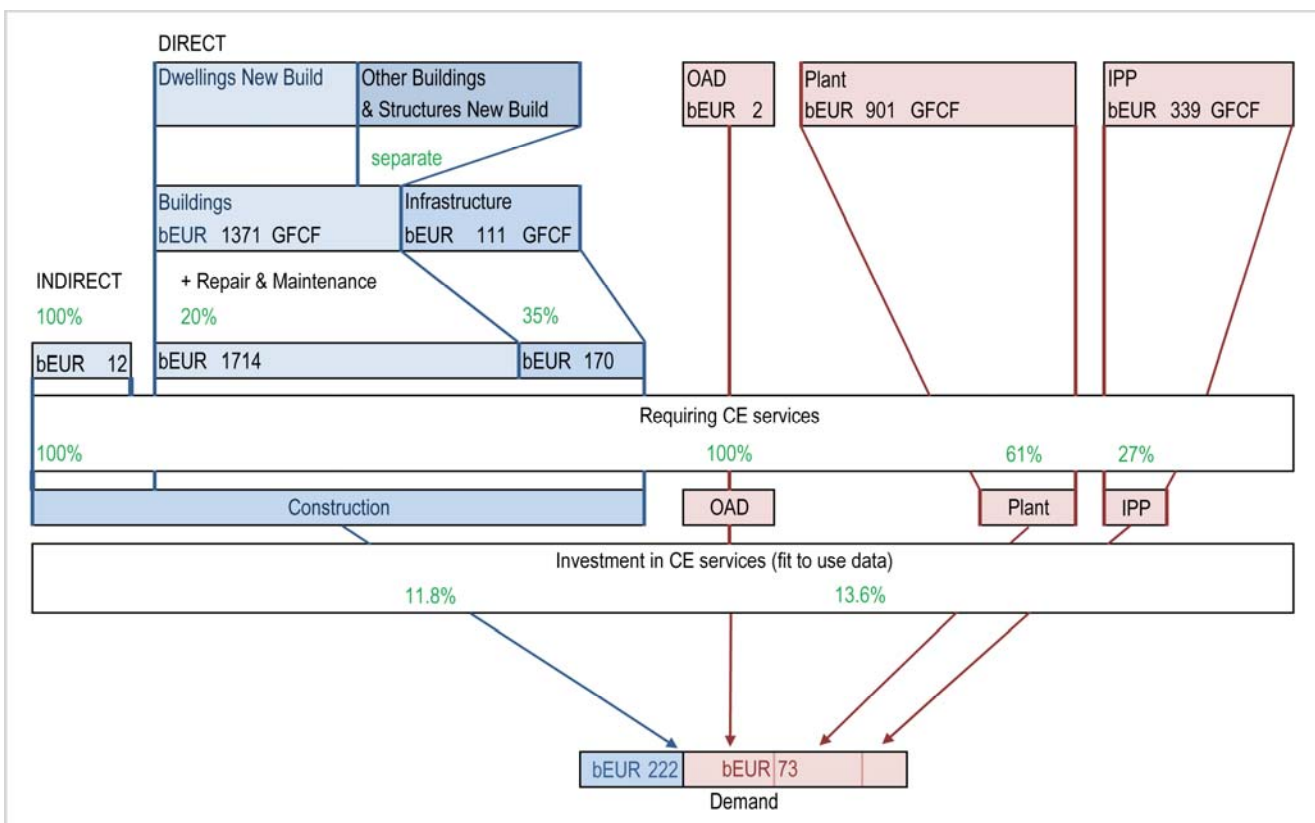 DIRECT
Dwellings New Build
Other Buildings
& Structures New Build
OAD
bEUR 2
Plant
bEUR 901 GFCF
IPP
bEUR 339 GFCF
separate
Buildings
bEUR 1371 GFCF
Infrastructure
bEUR 111 GFCF
INDIRECT
+ Repair & Maintenance
100%
20%
35%
bEUR 12
bEUR 1714
bEUR 170
Requiring CE services
100%
100%
61%
27%
Construction
OAD
Plant
IPP
Investment in CE services (fit to use data)
11.8%
13.6%
bEUR 222
bEUR 73
Demand